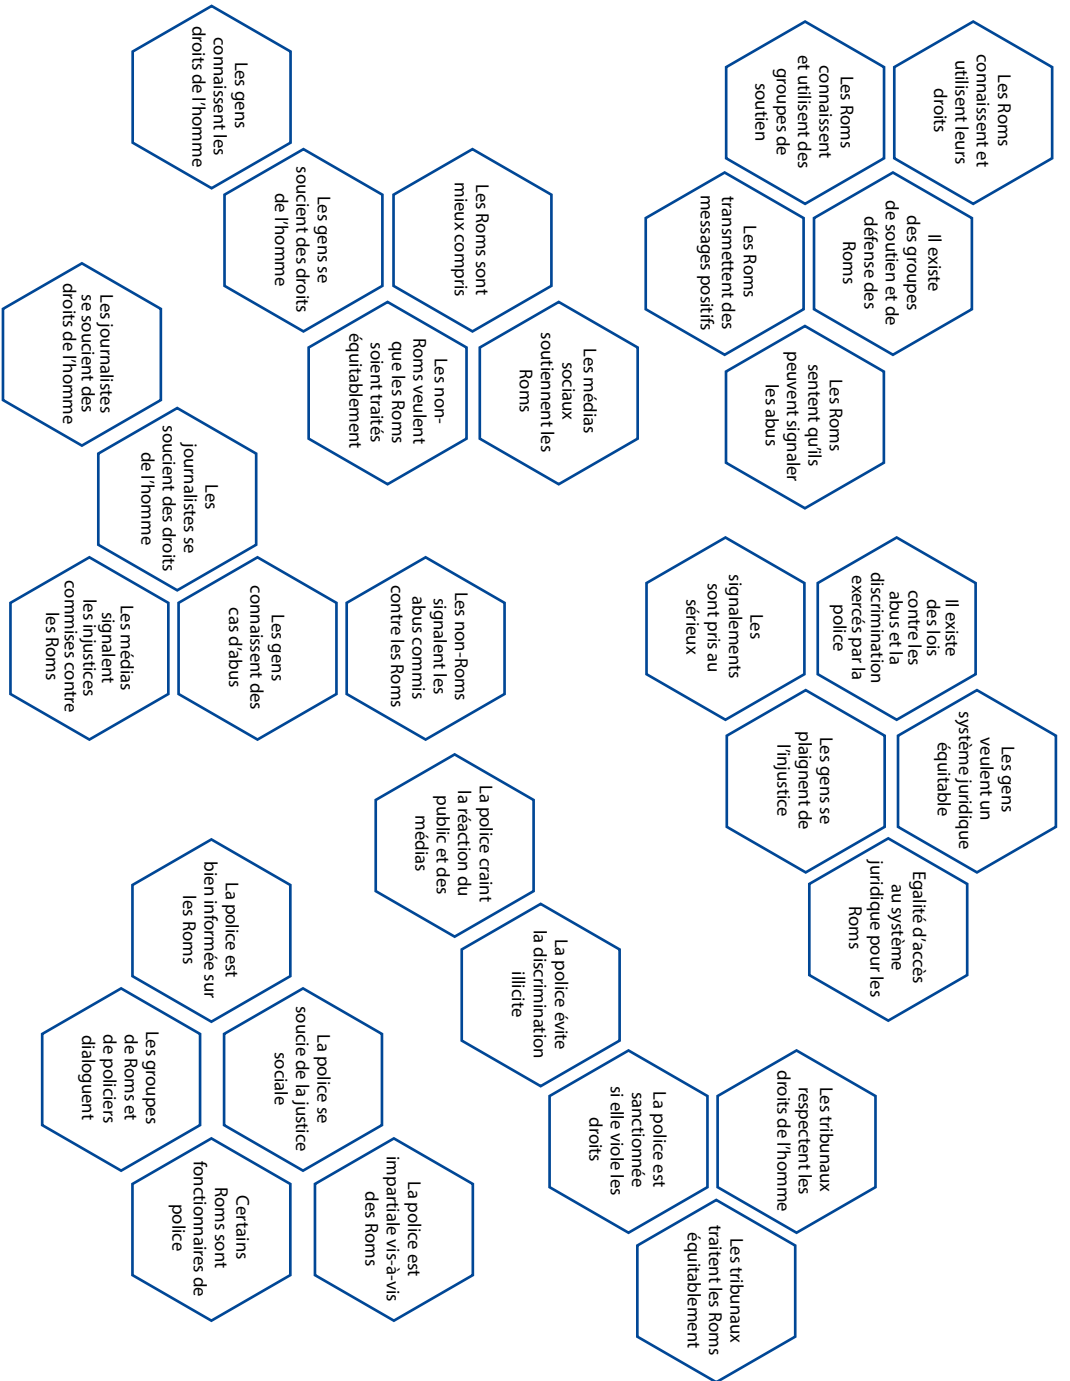 Les Roms
connaissent et
utilisent leurs
droits
Les Roms
connaissent
et utilisent des
groupes de
soutien
Il existe
des groupes
de soutien et de
défense des
Roms
Les Roms
transmettent des
messages positifs
Les Roms
sentent qu'ils
peuvent signaler
les abus
Les gens
veulent un
système juridique
équitable
Il existe
des lois
contre les
abus et la
discrimination
exercés par la
police
Egalité d'accès
au système
juridique pour les
Roms
Les gens se
plaignent de
l'injustice
Les
signalements
sont pris au
sérieux
Les tribunaux
respectent les
droits de l'homme
Les tribunaux
traitent les Roms
équitablement
La police est
sanctionnée
si elle viole les
droits
La police évite
la discrimination
illicite
La police craint
la réaction du
public et des
médias
Les médias
sociaux
soutiennent les
Roms
Les Roms sont
mieux compris
Les non-
Roms veulent
que les Roms
soient traités
équitablement
Les gens se
soucient des droits
de l'homme
Les gens
connaissent les
droits de l'homme
Les non-Roms
signalent les
abus commis
contre les Roms
Les gens
connaissent des
cas d'abus
Les
journalistes se
soucient des droits
de l'homme
Les journalistes
se soucient des
droits de l'homme
Les médias
signalent
les injustices
commises contre
les Roms
La police est
impartiale vis-à-vis
des Roms
La police se
soucie de la justice
sociale
La police est
bien informée sur
les Roms
Certains
Roms sont
fonctionnaires de
police
Les groupes
de Roms et
de policiers
dialoguent